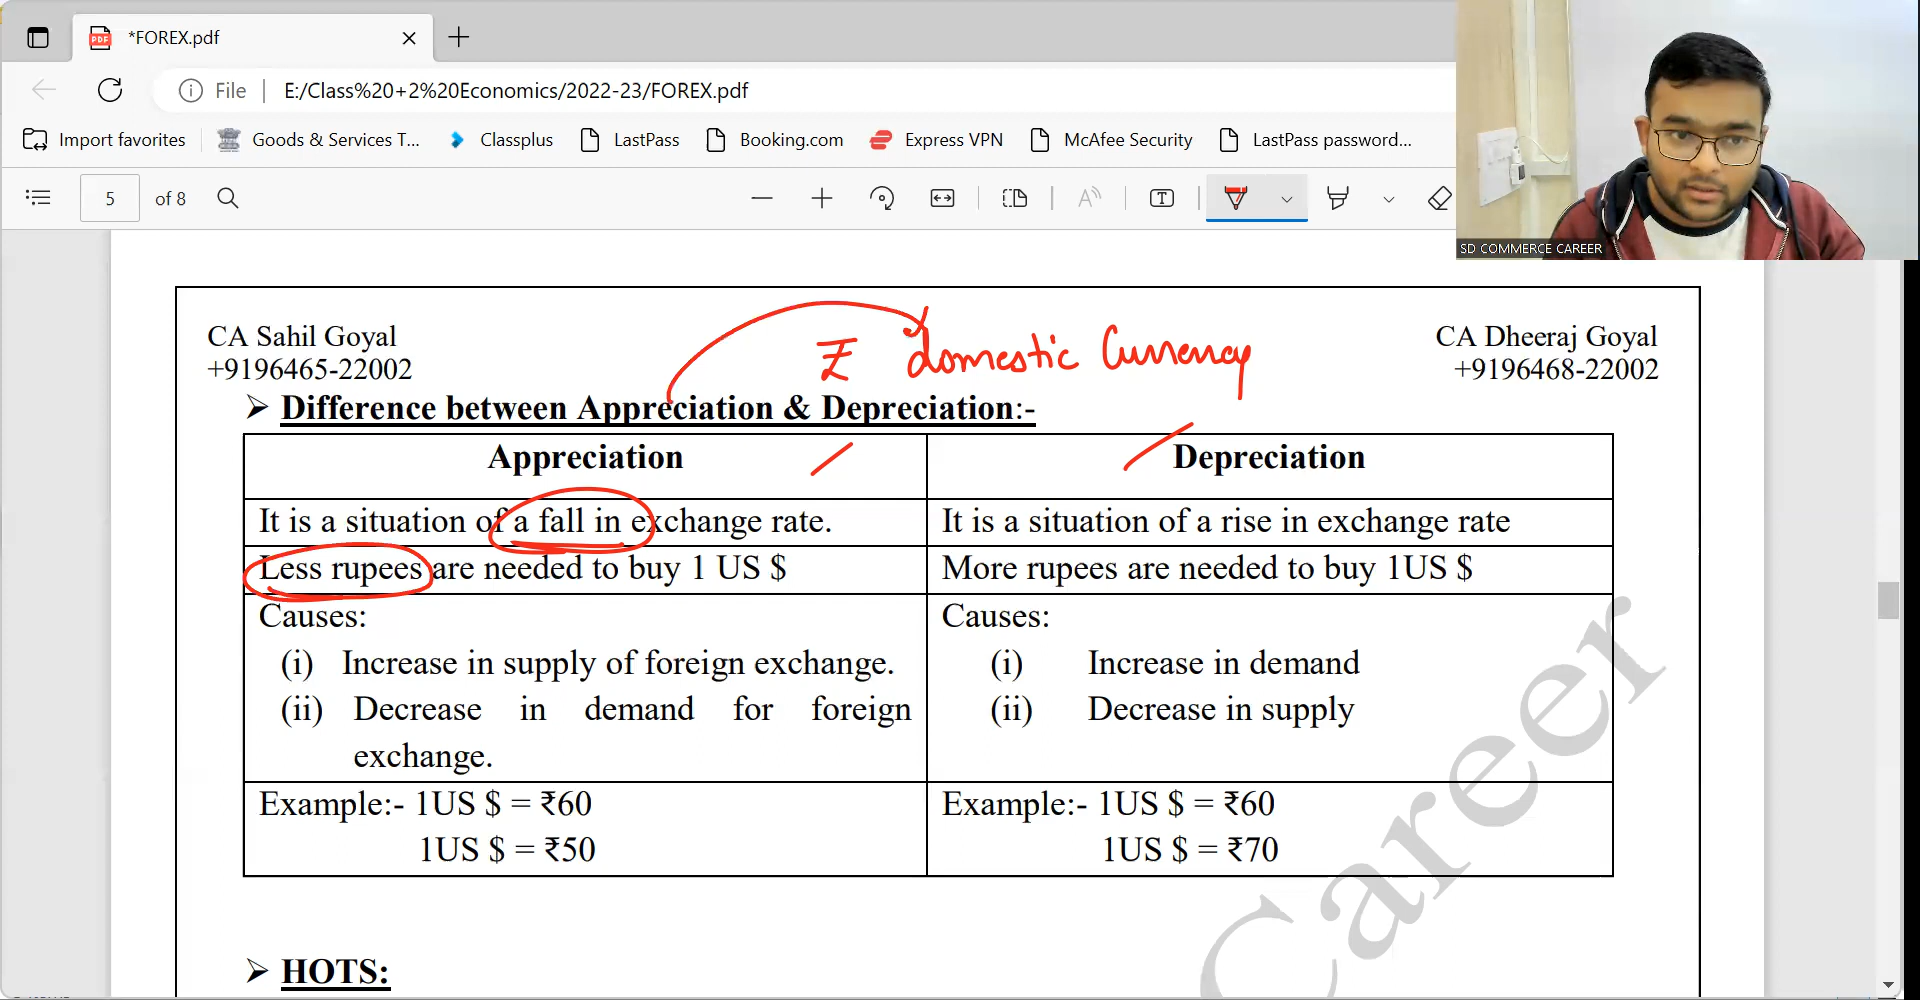 *FOREX.pdf
File
E:/Class%20+2%20Economics/2022-23/FOREX.pdf
Import favorites
Goods & Services T...
Classplus
LastPass
Booking.com
Express VPN
McAfee Security
LastPass password...
5 of 8
SD COMMERCE CAREER
CA Sahil Goyal
+9196465-22002
CA Dheeraj Goyal
+9196468-22002
₹ domestic Currency
➢ Difference between Appreciation & Depreciation:-
Appreciation
Depreciation
It is a situation of a fall in exchange rate.
It is a situation of a rise in exchange rate
Less rupees are needed to buy 1 US $
More rupees are needed to buy 1US $
Causes:
(i) Increase in supply of foreign exchange.
(ii) Decrease in demand for foreign
exchange.
Causes:
(i) Increase in demand
(ii) Decrease in supply
Example:- 1US $ = ₹60
1US $ = ₹50
Example:- 1US $ = ₹60
1US $ = ₹70
Career
➢ HOTS: